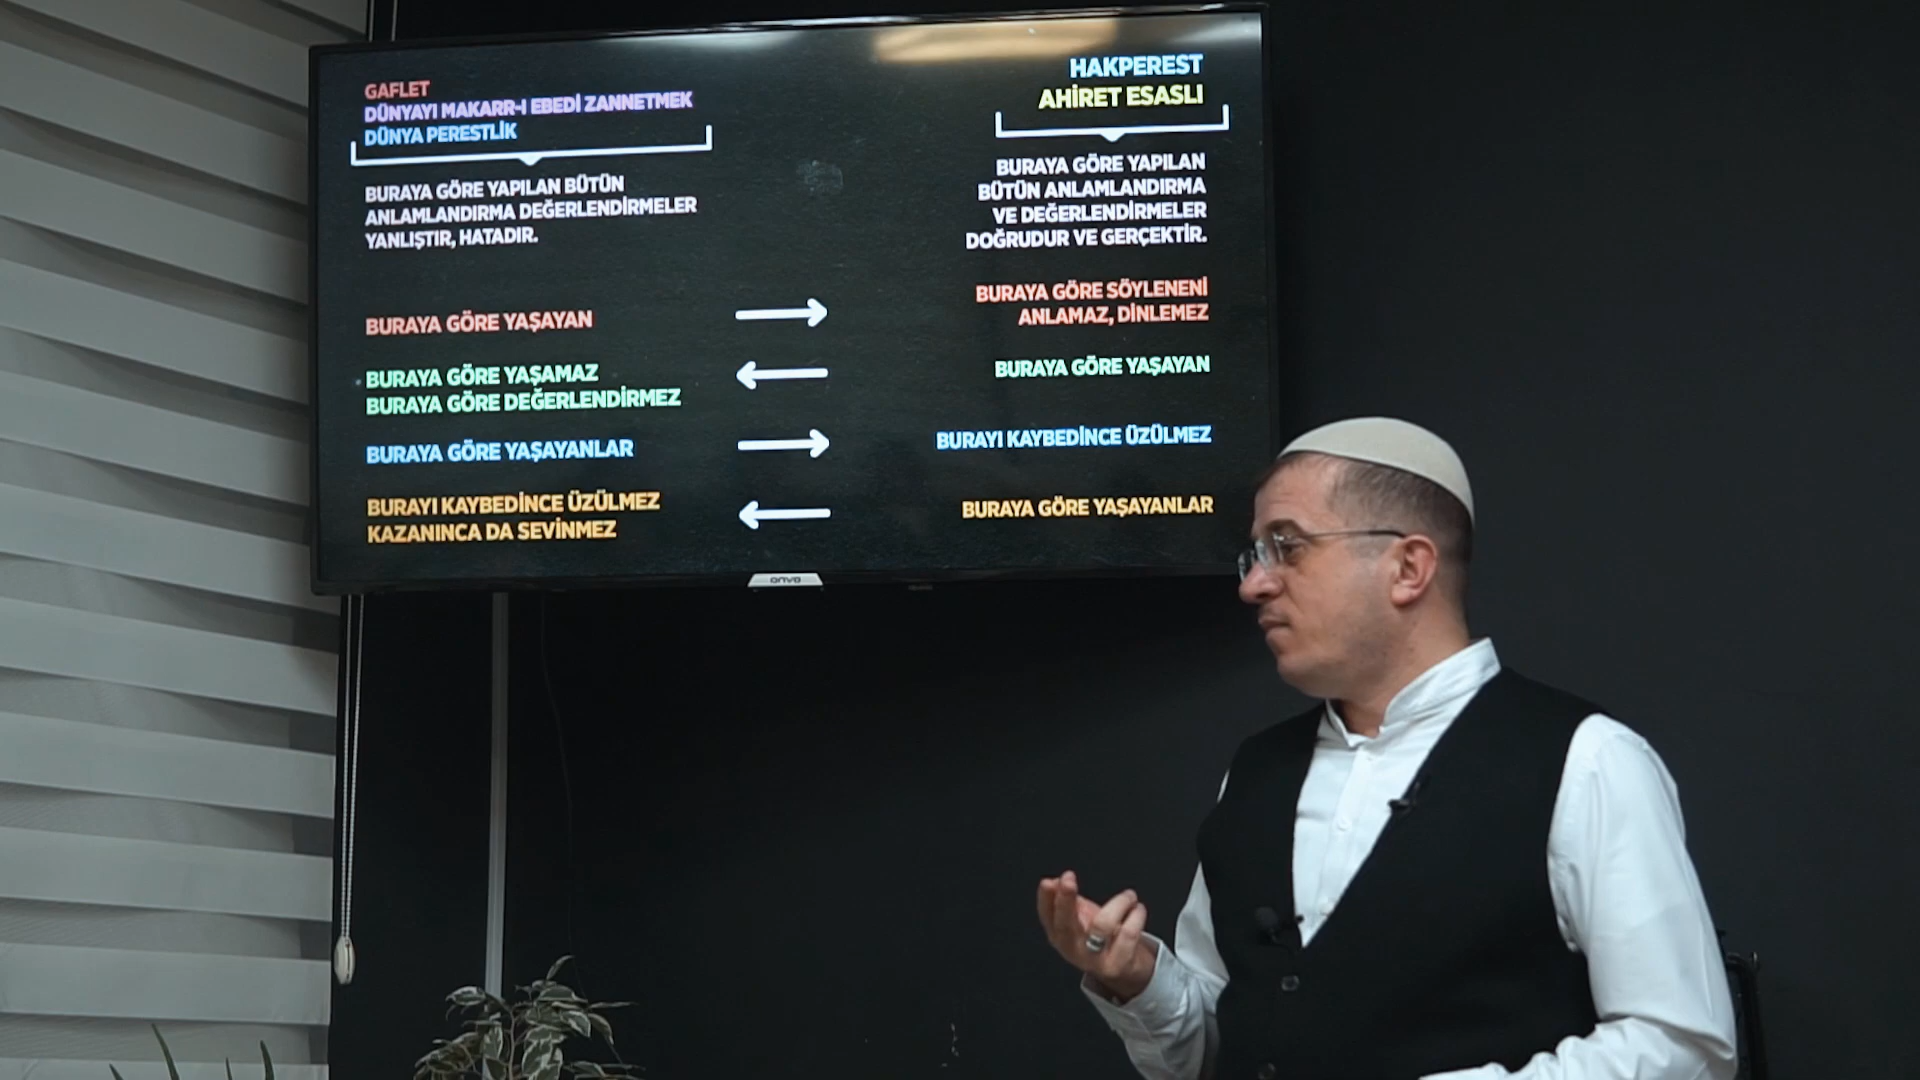 GAFLET
DÜNYAYI MAKARR-I EBEDİ ZANNETMEK
DÜNYA PERESTLİK
BURAYA GÖRE YAPILAN BÜTÜN
ANLAMLANDIRMA DEĞERLENDİRMELER
YANLIŞTIR, HATADIR.
HAKPEREST
AHİRET ESASLI
BURAYA GÖRE YAPILAN
BÜTÜN ANLAMLANDIRMA
VE DEĞERLENDİRMELER
DOĞRUDUR VE GERÇEKTİR.
BURAYA GÖRE YAŞAYAN
BURAYA GÖRE SÖYLENENİ
ANLAMAZ, DİNLEMEZ
BURAYA GÖRE YAŞAMAZ
BURAYA GÖRE DEĞERLENDİRMEZ
BURAYA GÖRE YAŞAYAN
BURAYA GÖRE YAŞAYANLAR
BURAYI KAYBEDİNCE ÜZÜLMEZ
BURAYI KAYBEDİNCE ÜZÜLMEZ
KAZANINCA DA SEVİNMEZ
BURAYA GÖRE YAŞAYANLAR
onvo